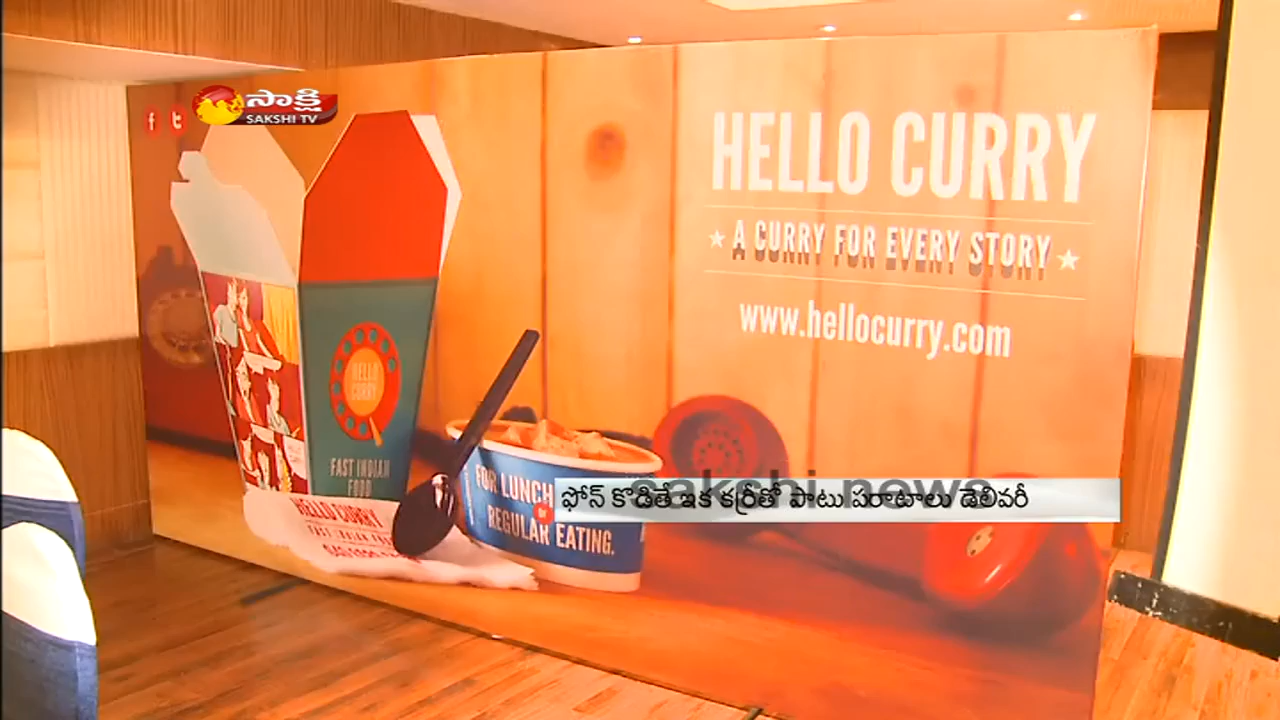 సాక్షి
SAKSHI TV
HELLO CURRY
A CURRY FOR EVERY STORY
www.hellocurry.com
HELLO
CURRY
FAST INDIAN
FOOD
HELLO CURRY
FOR LUNCH
or
REGULAR EATING.
sakshi news
ఫోన్ కొడితే ఇక కర్రీతో పాటు పరాటాలు డెలివరీ